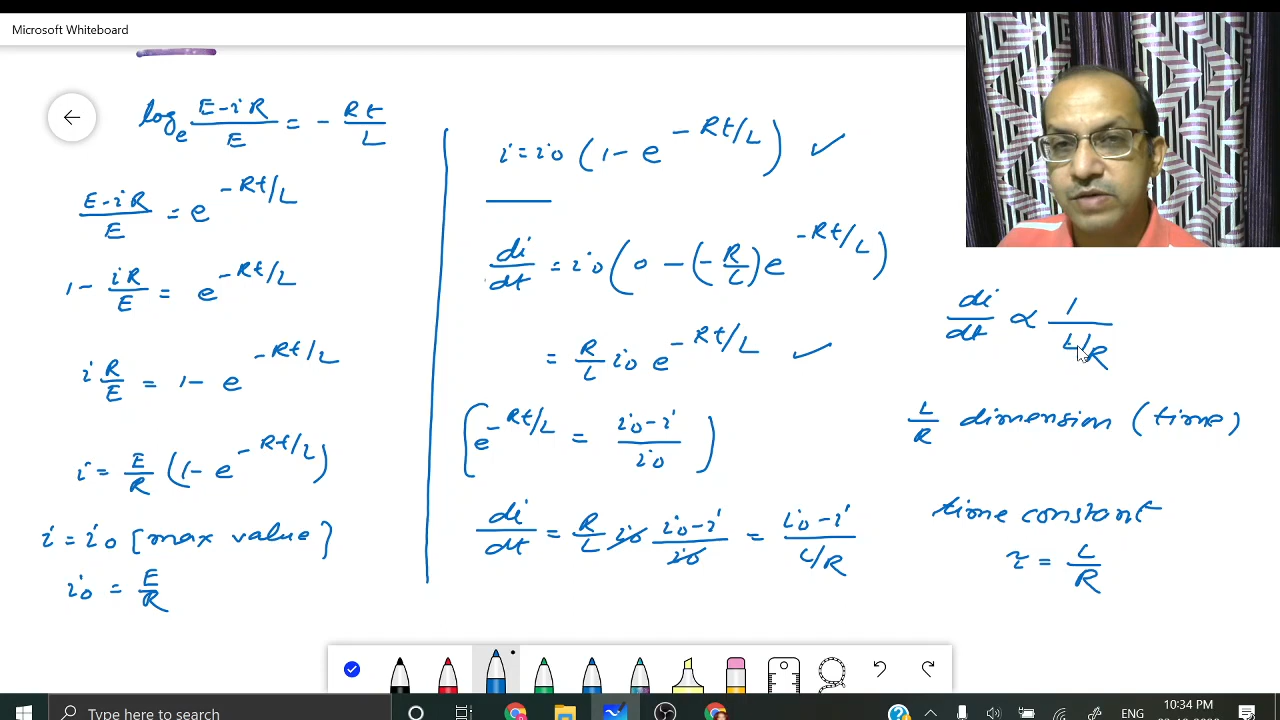 Microsoft Whiteboard
logₑ (E-iR)/E = - Rt/L
(E-iR)/E = e^(-Rt/L)
1- iR/E = e^(-Rt/L)
i R/E = 1- e^(-Rt/L)
i = E/R (1- e^(-Rt/L))
i = i₀ [max value]
i₀ = E/R
i = i₀ (1- e^(-Rt/L)) ✓
di/dt = i₀ (0 - (-R/L) e^(-Rt/L))
= R/L i₀ e^(-Rt/L) ✓
[e^(-Rt/L) = (i₀-i)/i₀]
di/dt = R/L i₀ (i₀-i)/i₀ = (i₀-i)/(L/R)
di/dt ∝ 1/(L/R)
L/R dimension (time)
time constant
τ = L/R
Type here to search
ENG
10:34 PM